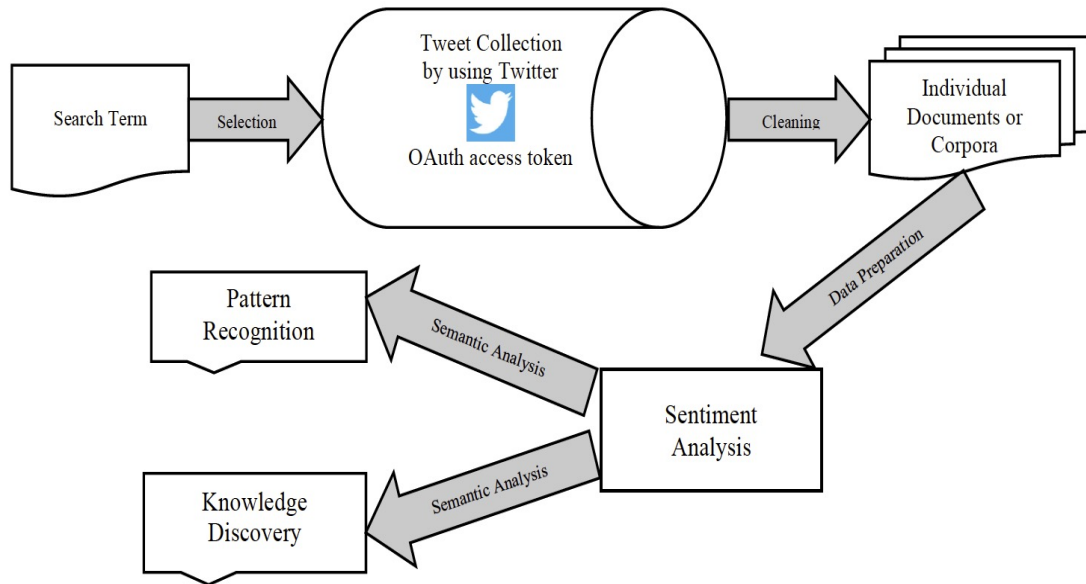 Search Term
Selection
Tweet Collection
by using Twitter
OAuth access token
Cleaning
Individual
Documents or
Corpora
Data Preparation
Sentiment
Analysis
Semantic Analysis
Pattern
Recognition
Semantic Analysis
Knowledge
Discovery